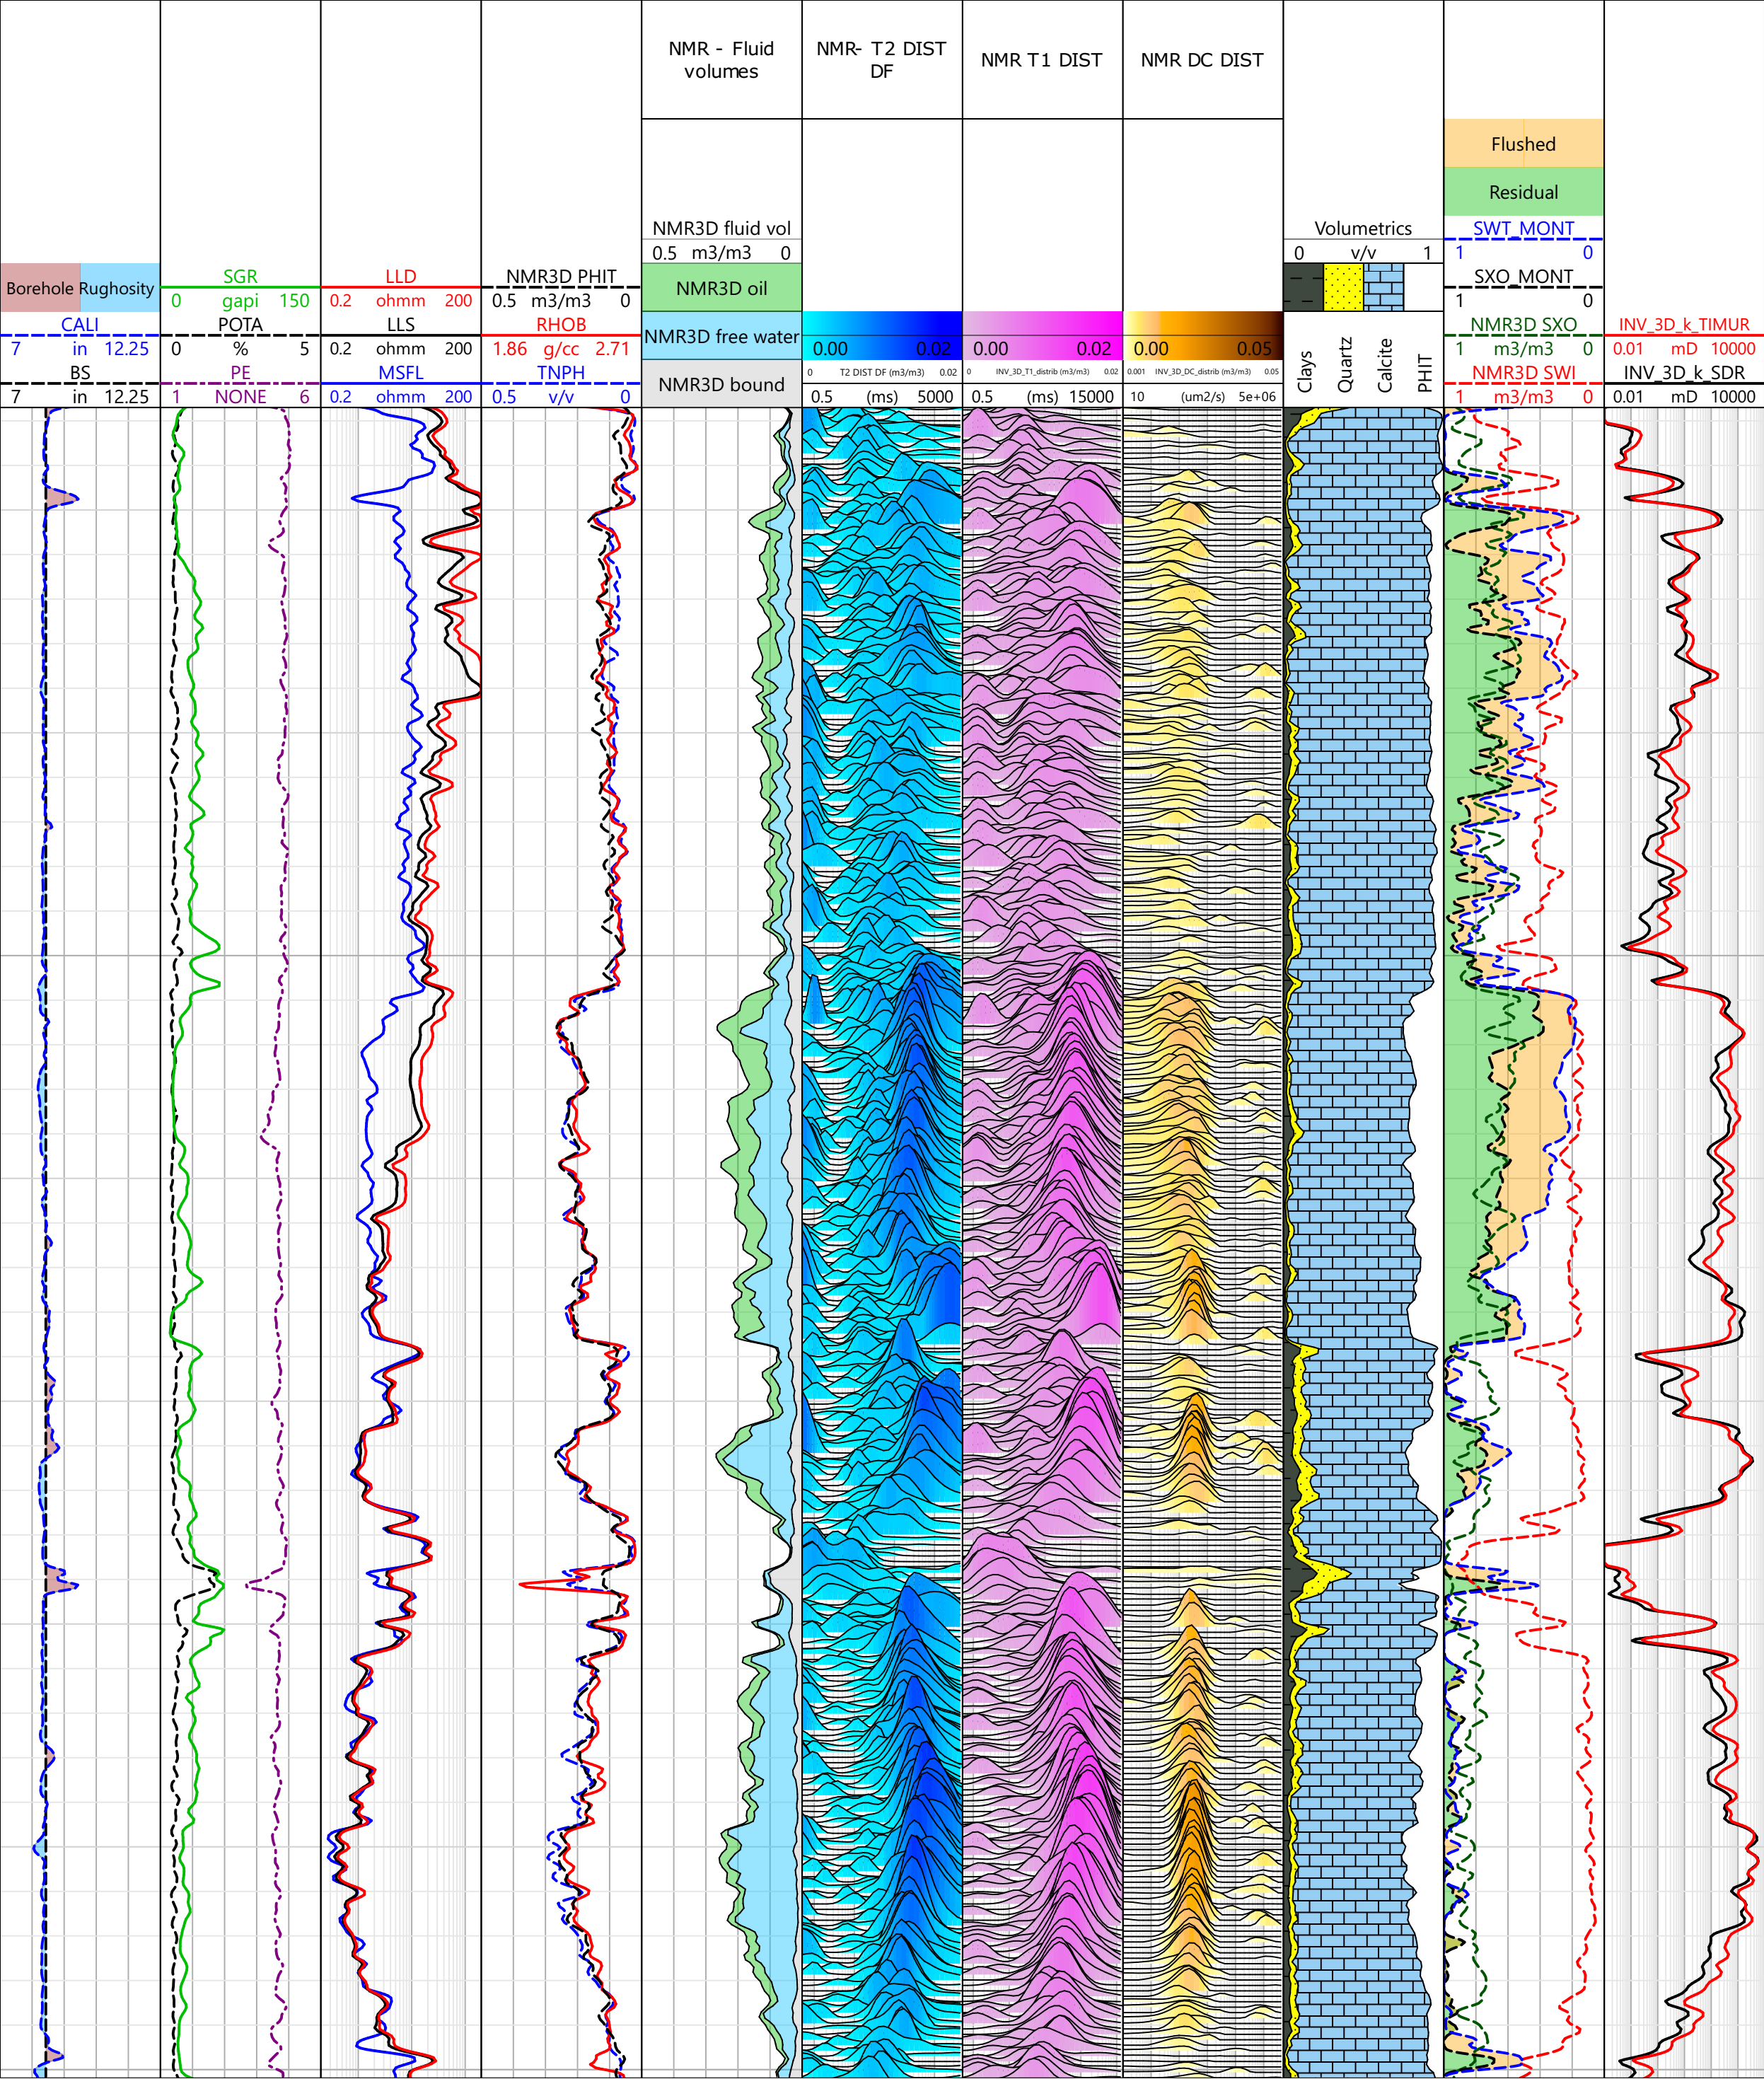 NMR - Fluid volumes
NMR- T2 DIST DF
NMR T1 DIST
NMR DC DIST
Flushed
Residual
NMR3D fluid vol
0.5 m3/m3 0
Volumetrics
0 v/v 1
SWT_MONT
1 0
Borehole Rughosity
SGR
0 gapi 150
LLD
0.2 ohmm 200
NMR3D PHIT
0.5 m3/m3 0
NMR3D oil
SXO_MONT
1 0
CALI
7 in 12.25
POTA
0 % 5
LLS
0.2 ohmm 200
RHOB
1.86 g/cc 2.71
NMR3D free water
0.00 0.02
0.00 0.02
0.00 0.05
Clays
Quartz
Calcite
PHIT
NMR3D SXO
1 m3/m3 0
INV_3D_k_TIMUR
0.01 mD 10000
BS
7 in 12.25
PE
1 NONE 6
MSFL
0.2 ohmm 200
TNPH
0.5 v/v 0
NMR3D bound
0 T2 DIST DF (m3/m3) 0.02
0.5 (ms) 5000
0 INV_3D_T1_distrib (m3/m3) 0.02
0.5 (ms) 15000
0.001 INV_3D_DC_distrib (m3/m3) 0.05
10 (um2/s) 5e+06
NMR3D SWI
1 m3/m3 0
INV_3D_k_SDR
0.01 mD 10000